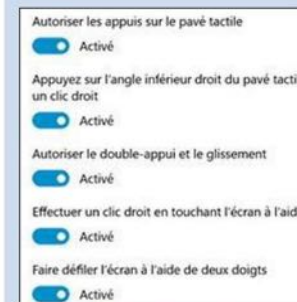 Autoriser les appuis sur le pavé tactile
Activé
Appuyez sur l'angle inférieur droit du pavé tacti
un clic droit
Activé
Autoriser le double-appui et le glissement
Activé
Effectuer un clic droit en touchant l'écran à l'aid
Activé
Faire défiler l'écran à l'aide de deux doigts
Activé